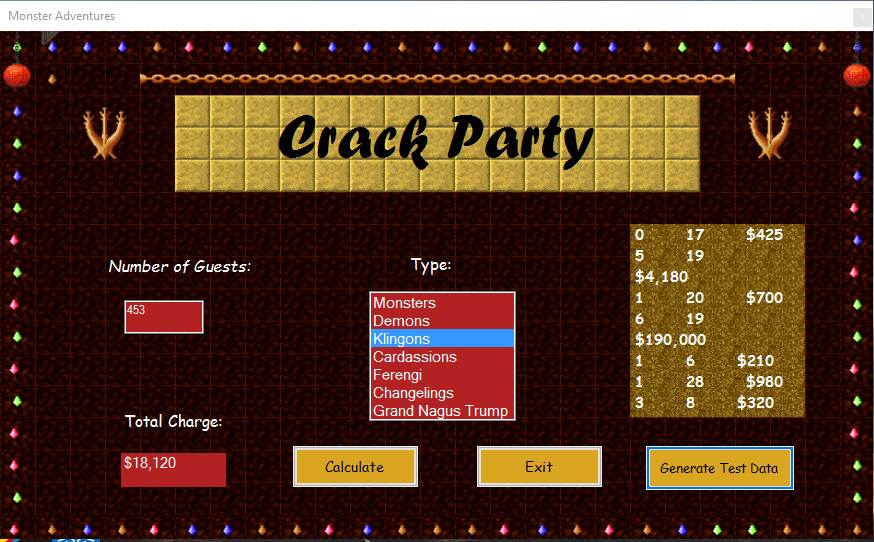 Monster Adventures
x
Crack Party
Number of Guests:
453
Type:
Monsters
Demons
Klingons
Cardassions
Ferengi
Changelings
Grand Nagus Trump
0 17 $425
5 19
$4,180
1 20 $700
6 19
$190,000
1 6 $210
1 28 $980
3 8 $320
Total Charge:
$18,120
Calculate
Exit
Generate Test Data